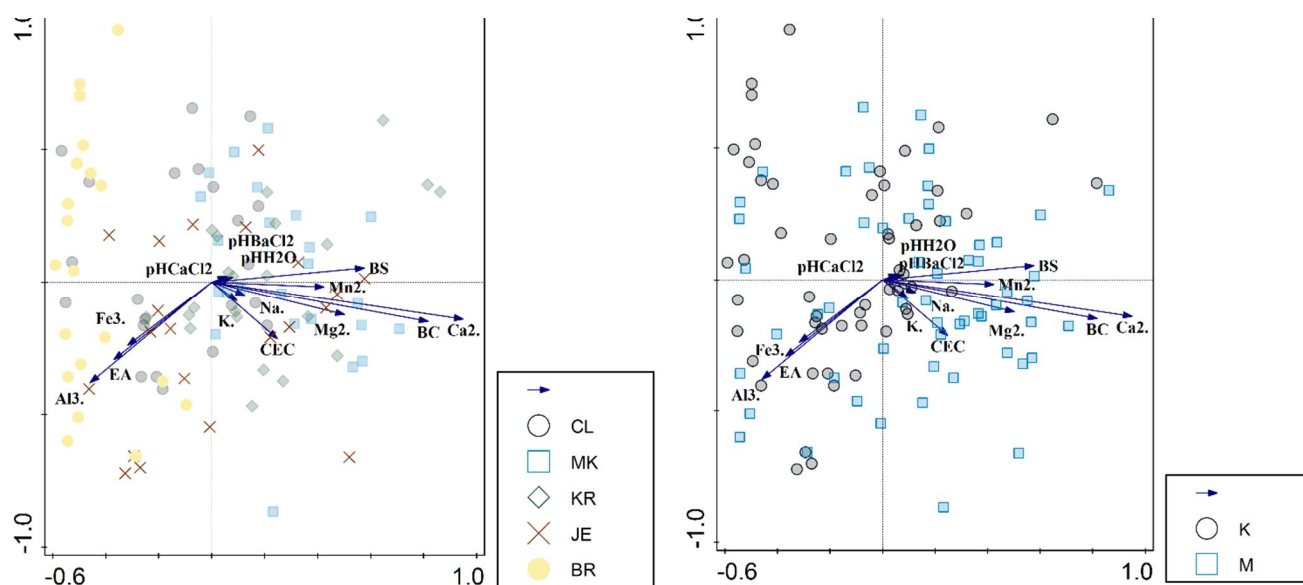 1.0
pHBaCl2
pHH2O
pHCaCl2
BS
Mn2.
Na.
Fe3.
K.
Mg2.
BC
Ca2.
CEC
EA
Al3.
-1.0
-0.6
1.0
CL
MK
KR
JE
BR
1.0
pHH2O
pHBaCl2
pHCaCl2
BS
Mn2.
Na.
K.
Mg2.
BC
Ca2.
Fe3.
CEC
EA
Al3.
-1.0
-0.6
1.0
K
M